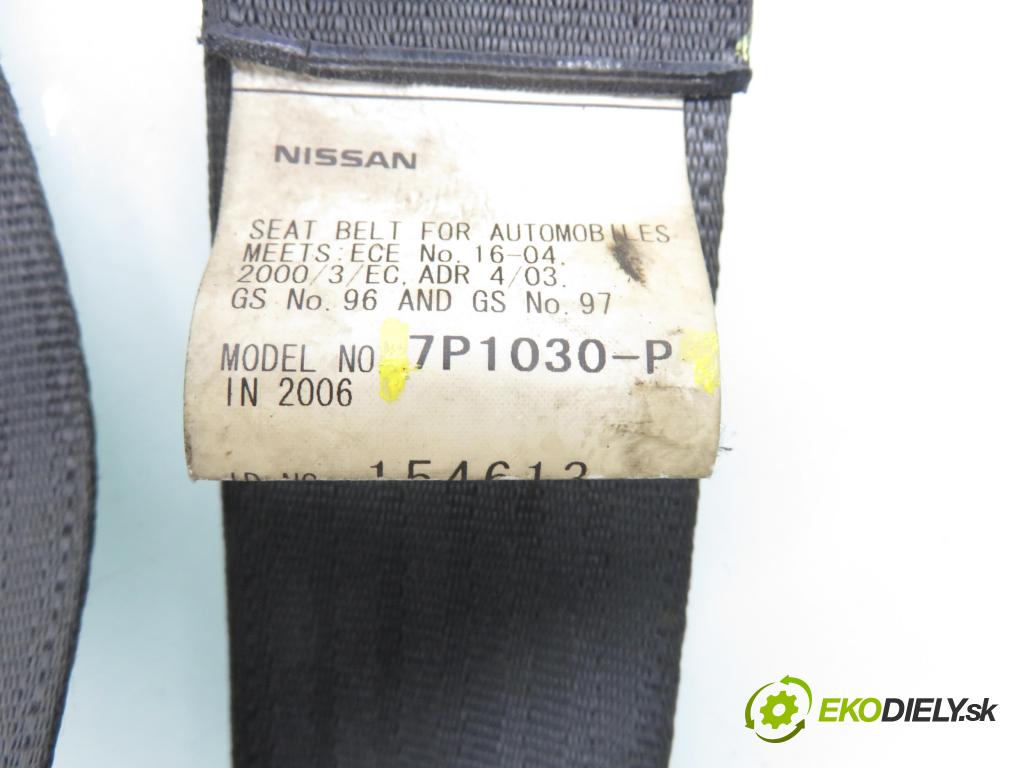 NISSAN
SEAT BELT FOR AUTOMOBILES
MEETS:ECE No. 16-04.
2000/3/EC, ADR 4/03.
GS No. 96 AND GS No. 97
MODEL NO 7P1030-P
IN 2006
154613
EKODIELY.sk